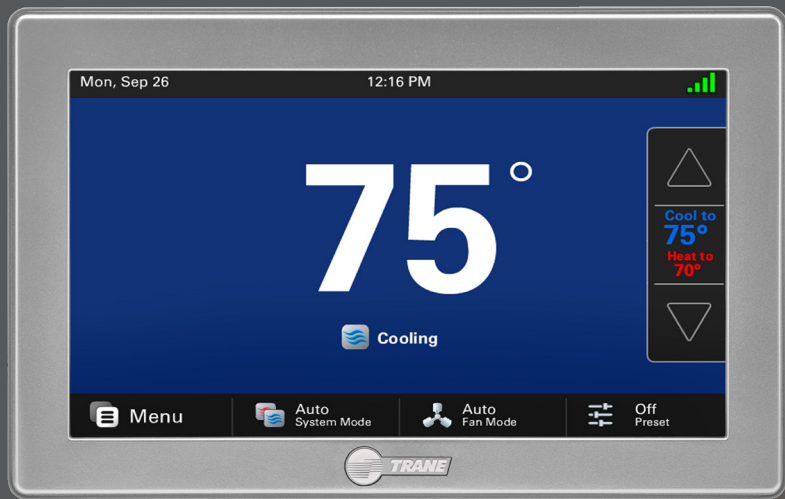 Mon, Sep 26 12:16 PM
75°
Cooling
Cool to
75°
Heat to
70°
Menu
Auto
System Mode
Auto
Fan Mode
Off
Preset
TRANE